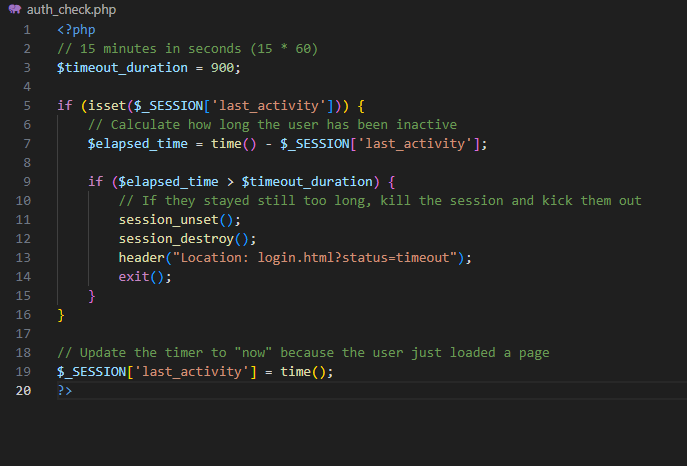 auth_check.php
1 <?php
2 // 15 minutes in seconds (15 * 60)
3 $timeout_duration = 900;
4
5 if (isset($_SESSION['last_activity'])) {
6     // Calculate how long the user has been inactive
7     $elapsed_time = time() - $_SESSION['last_activity'];
8
9     if ($elapsed_time > $timeout_duration) {
10         // If they stayed still too long, kill the session and kick them out
11         session_unset();
12         session_destroy();
13         header("Location: login.html?status=timeout");
14         exit();
15     }
16 }
17
18 // Update the timer to "now" because the user just loaded a page
19 $_SESSION['last_activity'] = time();
20 ?>